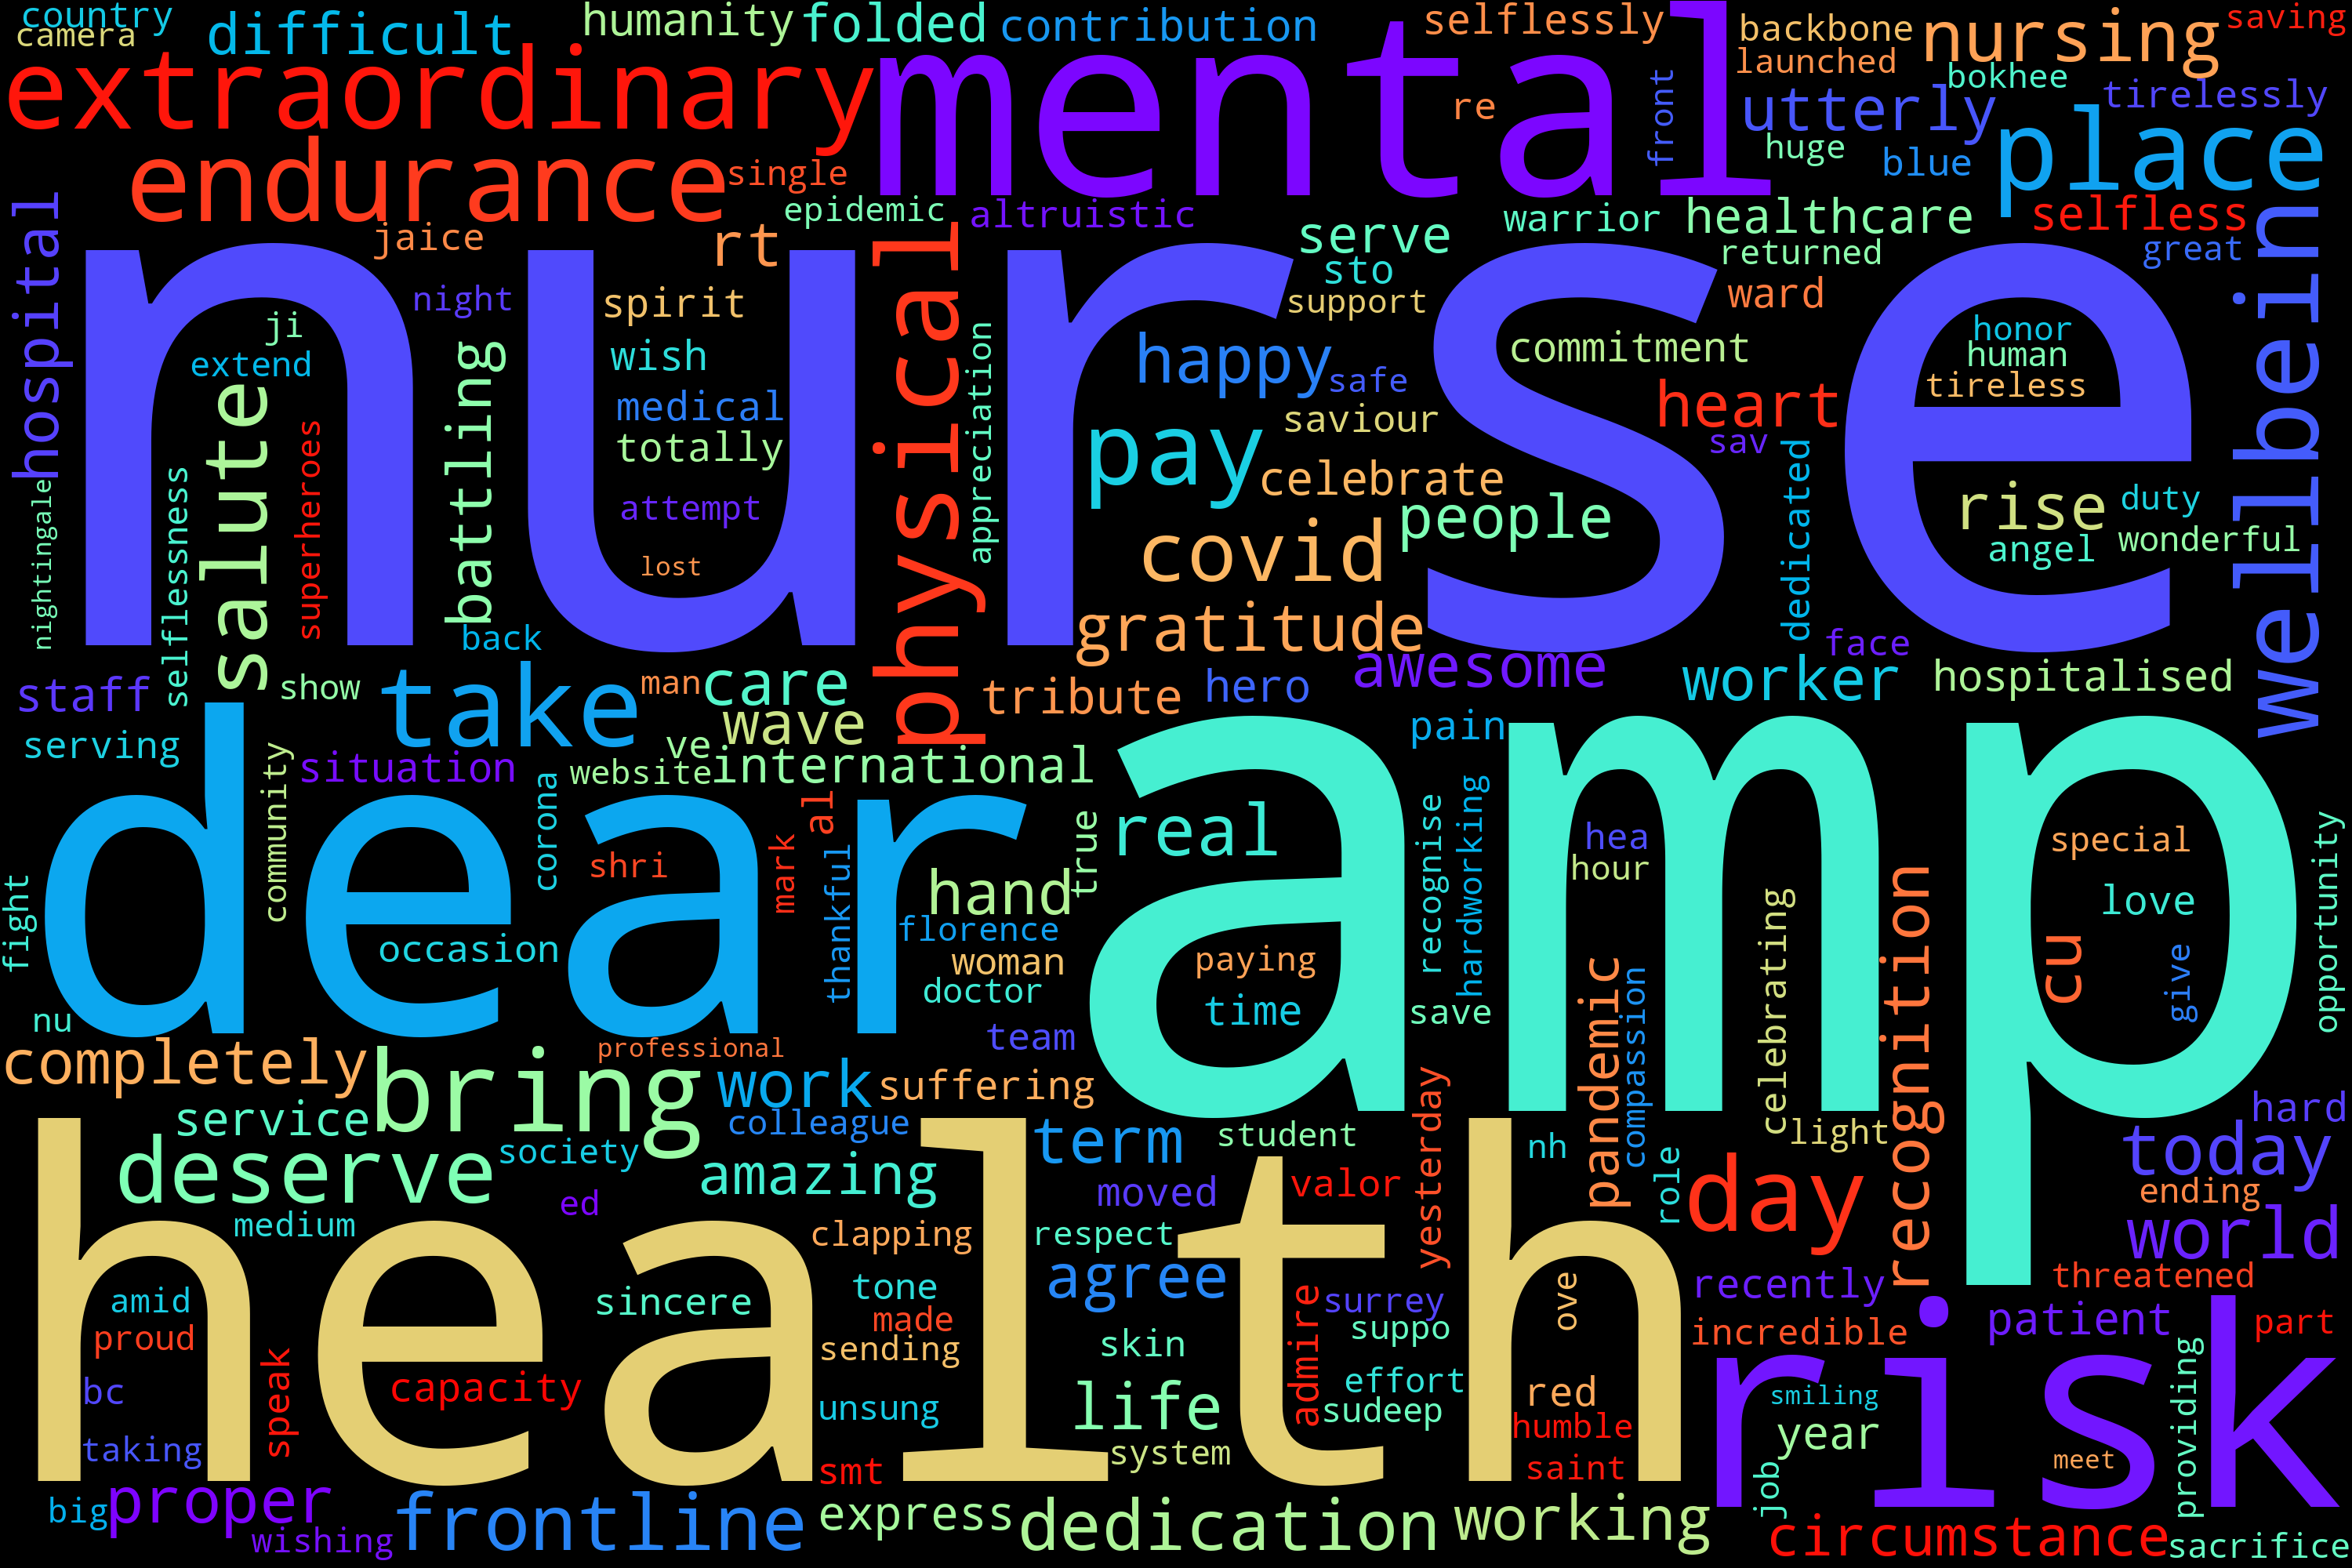 country
camera
difficult
humanity
folded
contribution
selflessly
backbone
launched
nursing
saving
extraordinary
mental
re
front
bokhee
utterly
tirelessly
huge
blue
place
endurance
single
epidemic
altruistic
serve
warrior
healthcare
selfless
returned
great
hospital
jaice
rt
sto
support
ward
wellbeing
nurse
night
spirit
ji
extend
wish
physical
appreciation
happy
safe
commitment
honor
human
tireless
salute
battling
medical
totally
pay
saviour
heart
sav
celebrate
superheroes
selflessness
nightingale
attempt
lost
covid
people
dedicated
rise
duty
angel
wonderful
back
gratitude
awesome
face
worker
hospitalised
staff
show
take
man
care
tribute
hero
serving
wave
ve
pain
community
situation
website
international
corona
dear
amp
shri
mark
al
true
real
recognise
hardworking
hea
hour
special
opportunity
fight
thankful
hand
love
occasion
florence
woman
doctor
paying
time
save
celebrating
recognition
cu
give
nu
team
pandemic
compassion
completely
professional
bring
work
suffering
yesterday
hard
service
colleague
term
student
nh
light
today
deserve
society
amazing
moved
valor
role
day
ending
medium
ed
clapping
respect
world
health
agree
recently
threatened
amid
sincere
tone
made
admire
surrey
ove
proud
sending
skin
suppo
incredible
patient
part
risk
bc
speak
capacity
unsung
life
effort
sudeep
red
humble
smiling
year
providing
taking
smt
system
saint
job
meet
big
proper
wishing
frontline
express
dedication
working
circumstance
sacrifice